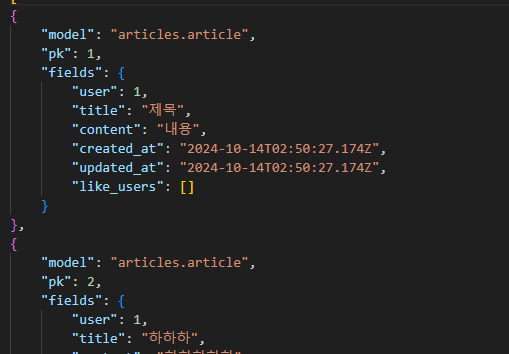 [
{
"model": "articles.article",
"pk": 1,
"fields": {
"user": 1,
"title": "제목",
"content": "내용",
"created_at": "2024-10-14T02:50:27.174Z",
"updated_at": "2024-10-14T02:50:27.174Z",
"like_users": []
}
},
{
"model": "articles.article",
"pk": 2,
"fields": {
"user": 1,
"title": "하하하",